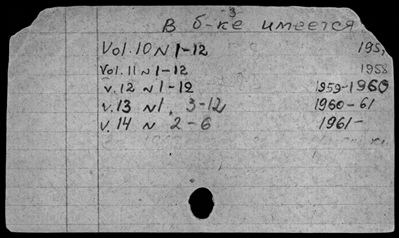 -3-
В б-ке имеется
Vol. 10 N 1-12 195
Vol. 11 N 1-12 1958
v. 12 N 1-12 1959-1960
v. 13 N 1, 3-12 1960-61
v. 14 N 2-6 1961-